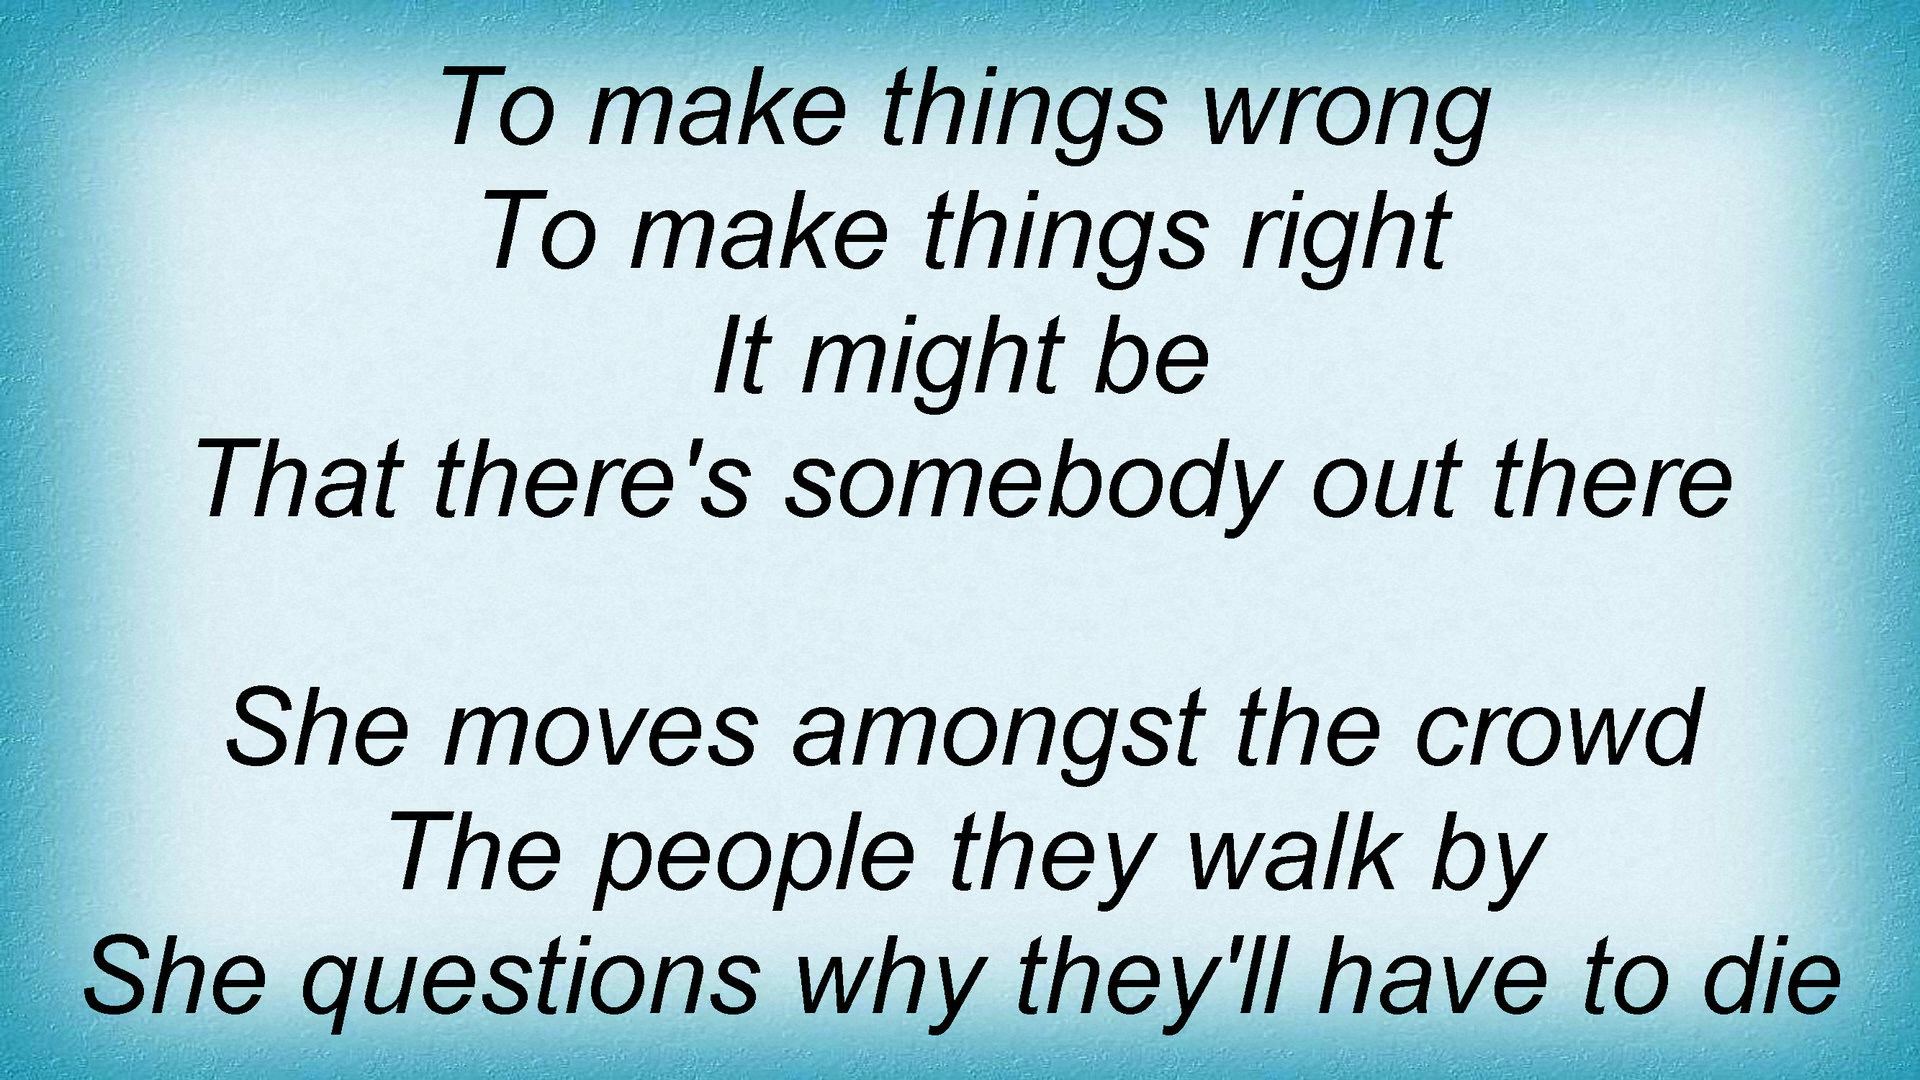 To make things wrong
To make things right
It might be
That there's somebody out there
She moves amongst the crowd
The people they walk by
She questions why they'll have to die